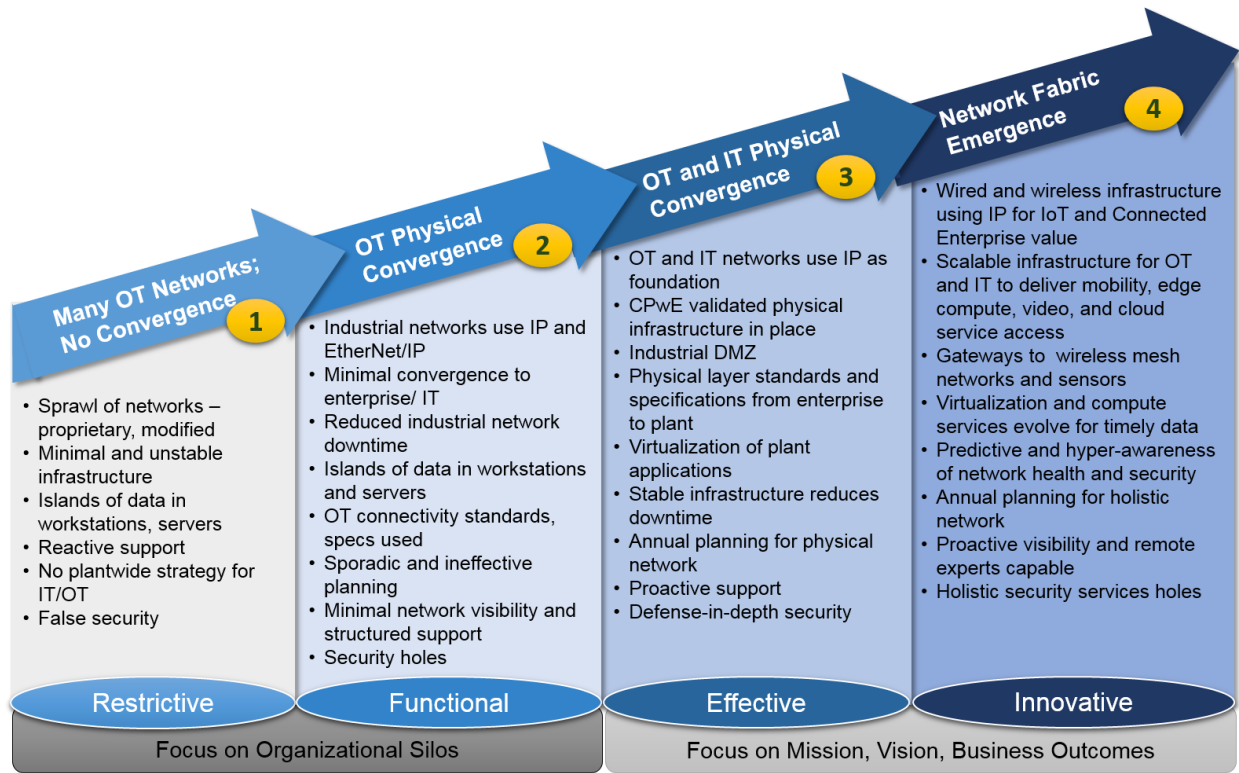 Many OT Networks;
No Convergence
1
• Sprawl of networks –
proprietary, modified
• Minimal and unstable
infrastructure
• Islands of data in
workstations, servers
• Reactive support
• No plantwide strategy for
IT/OT
• False security
Restrictive
OT Physical
Convergence
2
• Industrial networks use IP and
EtherNet/IP
• Minimal convergence to
enterprise/ IT
• Reduced industrial network
downtime
• Islands of data in workstations
and servers
• OT connectivity standards,
specs used
• Sporadic and ineffective
planning
• Minimal network visibility and
structured support
• Security holes
Functional
OT and IT Physical
Convergence
3
• OT and IT networks use IP as
foundation
• CPwE validated physical
infrastructure in place
• Industrial DMZ
• Physical layer standards and
specifications from enterprise
to plant
• Virtualization of plant
applications
• Stable infrastructure reduces
downtime
• Annual planning for physical
network
• Proactive support
• Defense-in-depth security
Effective
Network Fabric
Emergence
4
• Wired and wireless infrastructure
using IP for IoT and Connected
Enterprise value
• Scalable infrastructure for OT
and IT to deliver mobility, edge
compute, video, and cloud
service access
• Gateways to  wireless mesh
networks and sensors
• Virtualization and compute
services evolve for timely data
• Predictive and hyper-awareness
of network health and security
• Annual planning for holistic
network
• Proactive visibility and remote
experts capable
• Holistic security services holes
Innovative
Focus on Organizational Silos
Focus on Mission, Vision, Business Outcomes